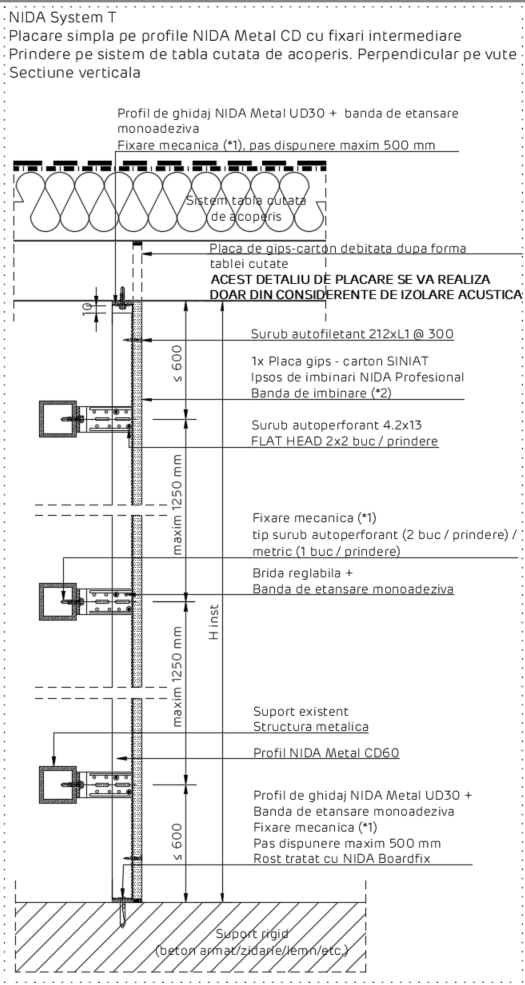 NIDA System T
Placare simpla pe profile NIDA Metal CD cu fixari intermediare
Prindere pe sistem de tabla cutata de acoperis. Perpendicular pe vute
Sectiune verticala
Profil de ghidaj NIDA Metal UD30 + banda de etansare
monoadeziva
Fixare mecanica (*1), pas dispunere maxim 500 mm
Sistem tabla cutata
de acoperis
Placa de gips-carton debitata dupa forma
tablei cutate
ACEST DETALIU DE PLACARE SE VA REALIZA
DOAR DIN CONSIDERENTE DE IZOLARE ACUSTICA
10
Surub autofiletant 212xL1 @ 300
≤ 600
1x Placa gips - carton SINIAT
Ipsos de imbinari NIDA Profesional
Banda de imbinare (*2)
Surub autoperforant 4.2x13
FLAT HEAD 2x2 buc / prindere
maxim 1250 mm
Fixare mecanica (*1)
tip surub autoperforant (2 buc / prindere) /
metric (1 buc / prindere)
Brida reglabila +
Banda de etansare monoadeziva
H inst
maxim 1250 mm
Suport existent
Structura metalica
Profil NIDA Metal CD60
Profil de ghidaj NIDA Metal UD30 +
Banda de etansare monoadeziva
Fixare mecanica (*1)
Pas dispunere maxim 500 mm
Rost tratat cu NIDA Boardfix
≤ 600
Suport rigid
(beton armat/zidarie/lemn/etc.)